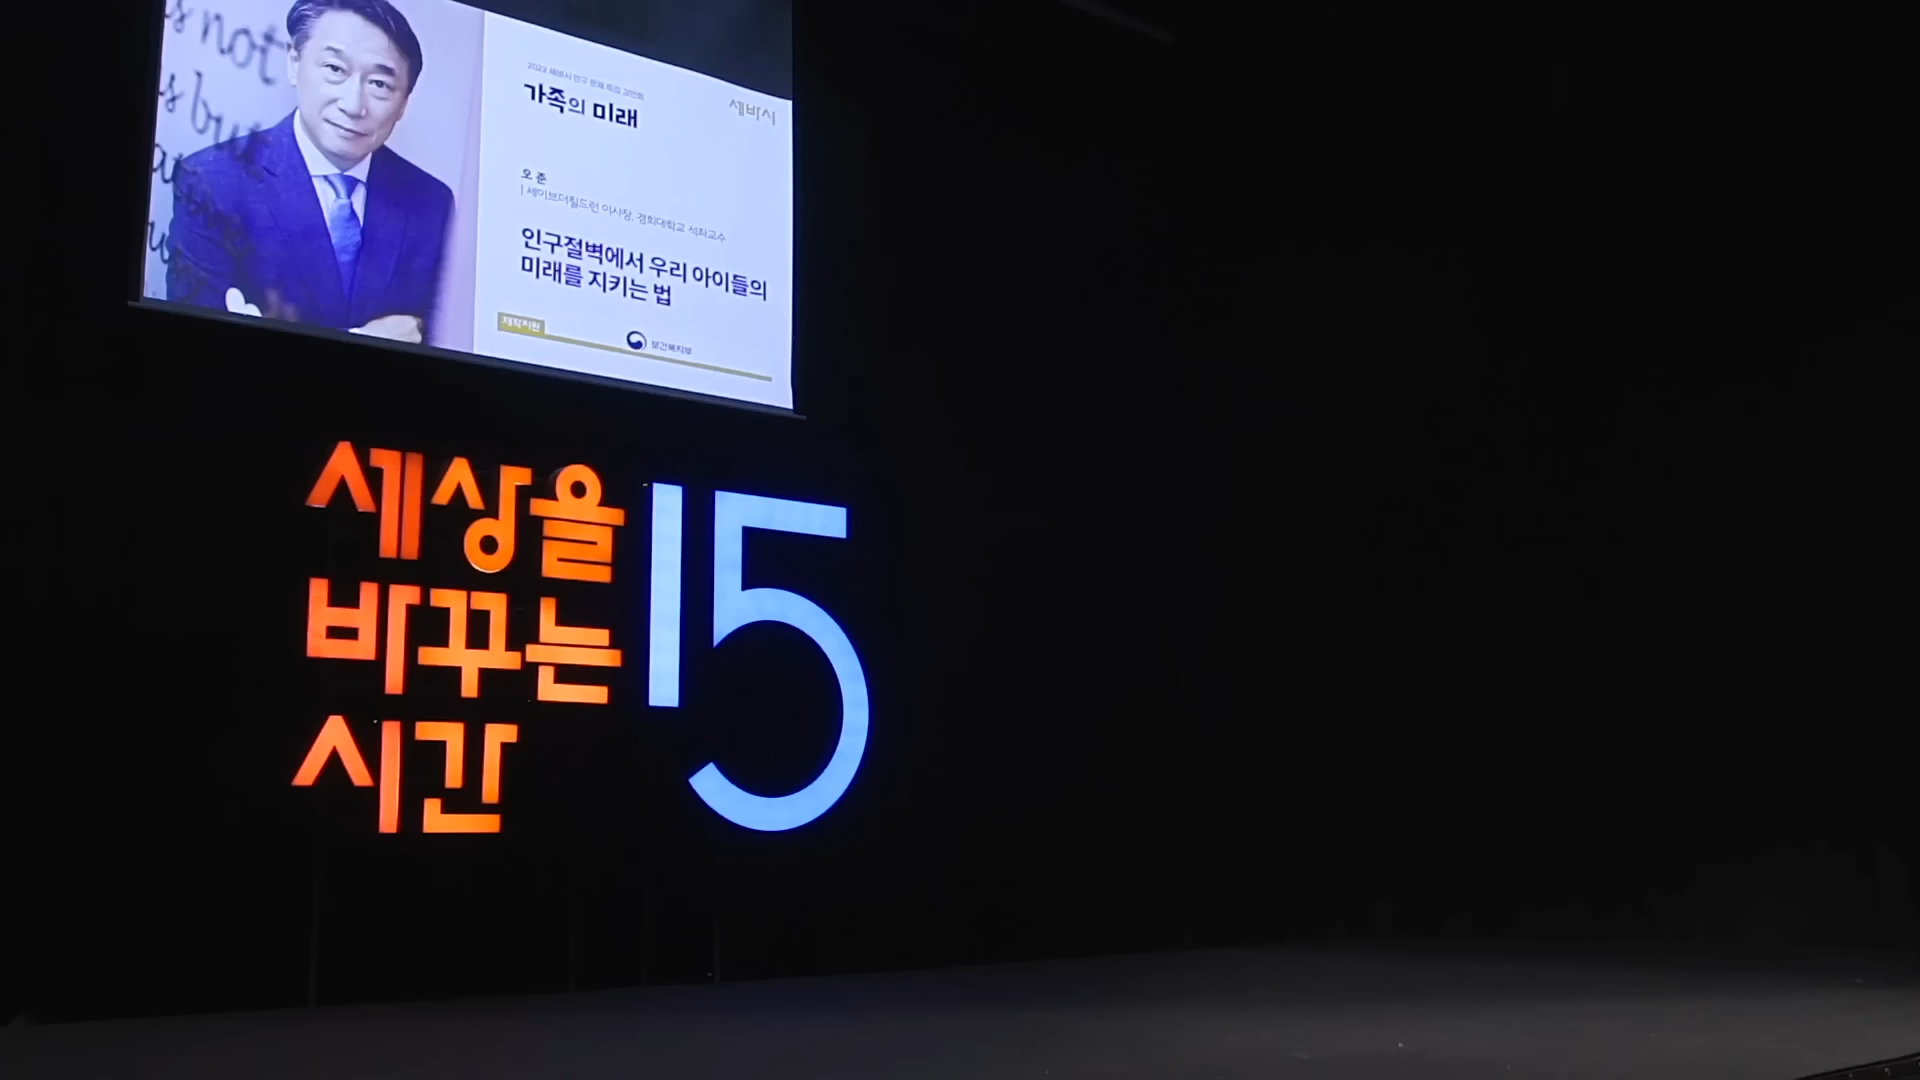 s not
s but
2023 세바시 인구 문제 특집 강연회
가족의 미래
세바시
오 준
| 세이브더칠드런 이사장, 경희대학교 석좌교수
인구절벽에서 우리 아이들의
미래를 지키는 법
제작지원
보건복지부
세상을
바꾸는
시간
15